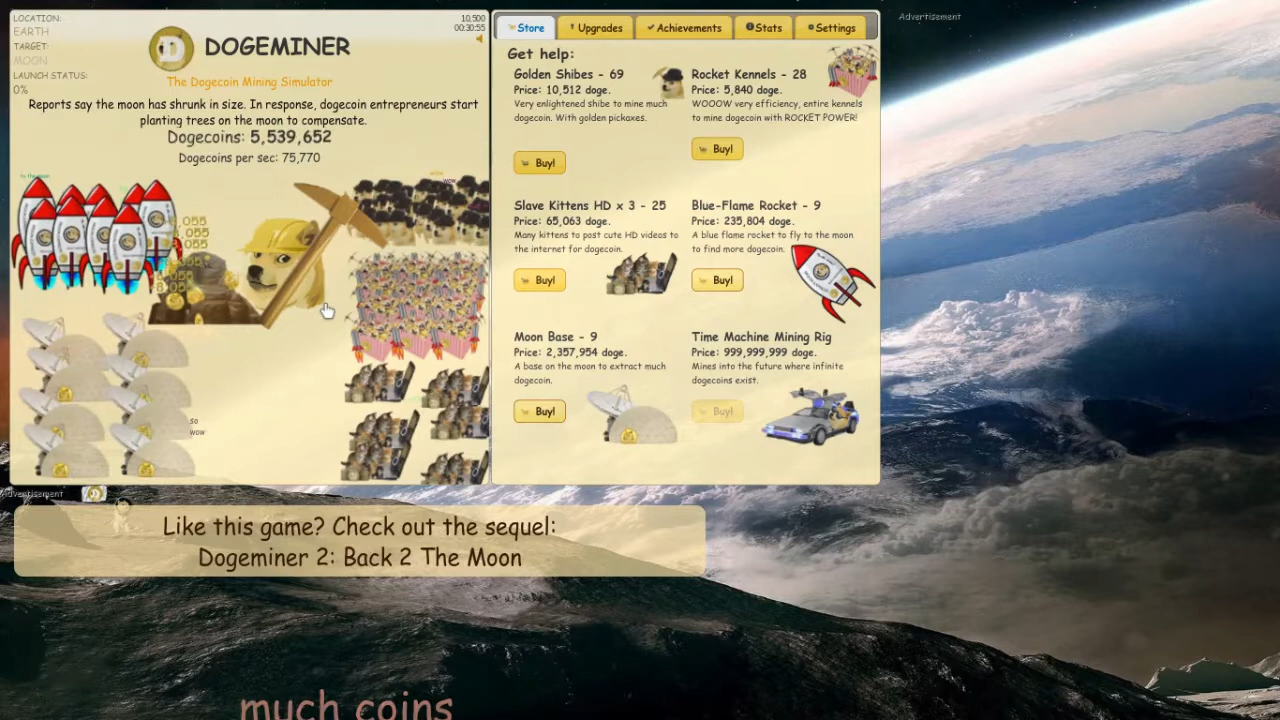 LOCATION:
EARTH
TARGET:
MOON
LAUNCH STATUS:
0%
10,500
00:30:55
DOGEMINER
The Dogecoin Mining Simulator
Reports say the moon has shrunk in size. In response, dogecoin entrepreneurs start
planting trees on the moon to compensate.
Dogecoins: 5,539,652
Dogecoins per sec: 75,770
to the moon
wow
wow
so
wow
Store
Upgrades
Achievements
Stats
Settings
Get help:
Golden Shibes - 69
Price: 10,512 doge.
Very enlightened shibe to mine much
dogecoin. With golden pickaxes.
Buy!
Rocket Kennels - 28
Price: 5,840 doge.
WOOOW very efficiency, entire kennels
to mine dogecoin with ROCKET POWER!
Buy!
Slave Kittens HD x 3 - 25
Price: 65,063 doge.
Many kittens to post cute HD videos to
the internet for dogecoin.
Buy!
Blue-Flame Rocket - 9
Price: 235,804 doge.
A blue flame rocket to fly to the moon
to find more dogecoin.
Buy!
Moon Base - 9
Price: 2,357,954 doge.
A base on the moon to extract much
dogecoin.
Buy!
Time Machine Mining Rig
Price: 999,999,999 doge.
Mines into the future where infinite
dogecoins exist.
Buy!
Advertisement
Advertisement
Like this game? Check out the sequel:
Dogeminer 2: Back 2 The Moon
much coins